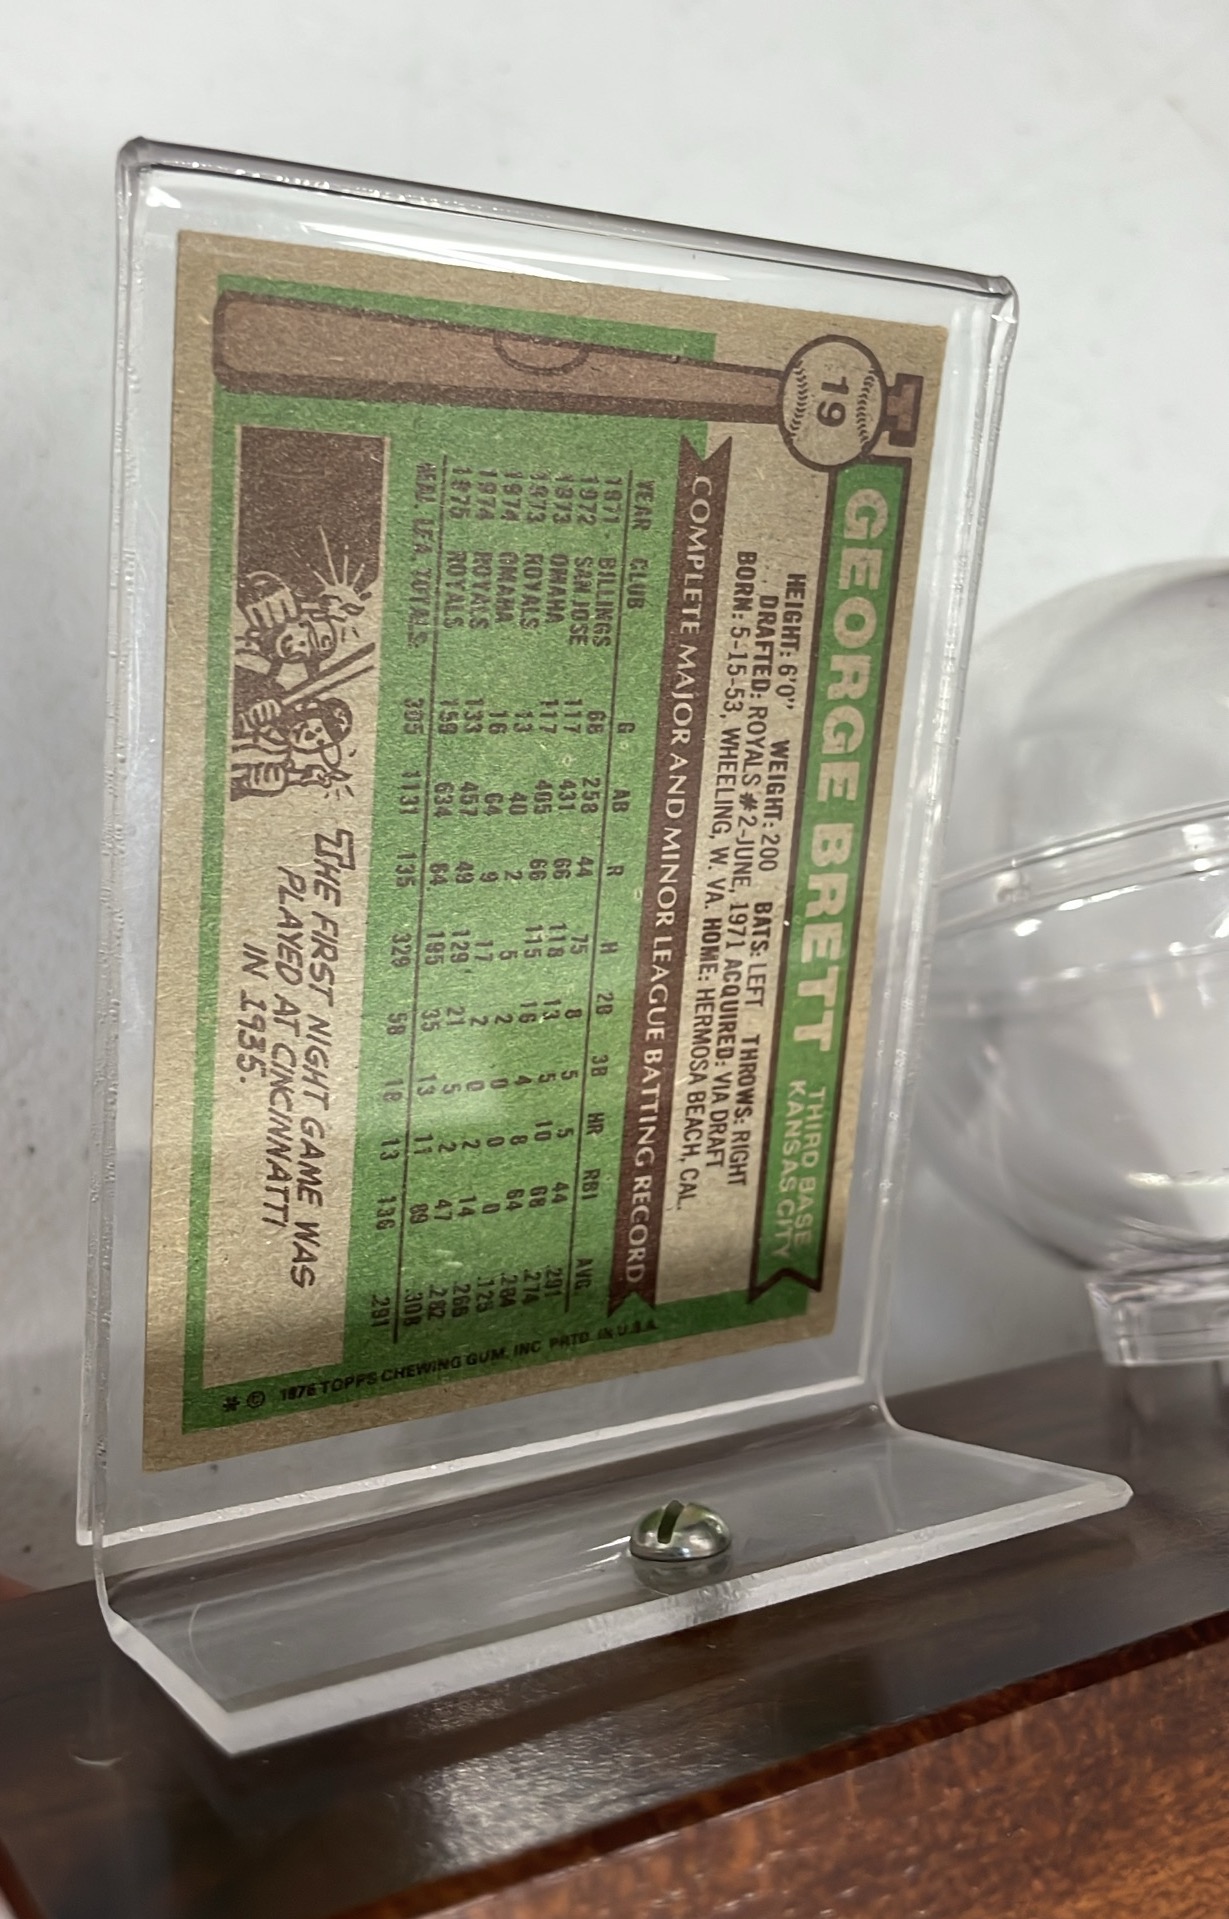 19
GEORGE BRETT THIRD BASE
KANSAS CITY
HEIGHT: 6'0" WEIGHT: 200 BATS: LEFT THROWS: RIGHT
DRAFTED: ROYALS #2-JUNE, 1971 ACQUIRED: VIA DRAFT
BORN: 5-15-53, WHEELING, W. VA. HOME: HERMOSA BEACH, CAL.
COMPLETE MAJOR AND MINOR LEAGUE BATTING RECORD
YEAR CLUB G AB R H 2B 3B HR RBI AVG.
1971 BILLINGS 68 258 44 75 8 5 5 44 .291
1972 SAN JOSE 117 431 66 118 13 5 10 68 .274
1973 OMAHA 117 405 66 115 16 4 8 64 .284
1973 ROYALS 13 40 2 5 2 0 0 0 .125
1974 OMAHA 16 64 9 17 2 0 2 14 .266
1974 ROYALS 133 457 49 129 21 5 2 47 .282
1975 ROYALS 159 634 84 195 35 13 11 89 .308
MAJ. LEA. TOTALS 305 1131 135 329 58 18 13 136 .291
THE FIRST NIGHT GAME WAS
PLAYED AT CINCINNATTI
IN 1935.
* © 1976 TOPPS CHEWING GUM, INC PRTD. IN U.S.A.